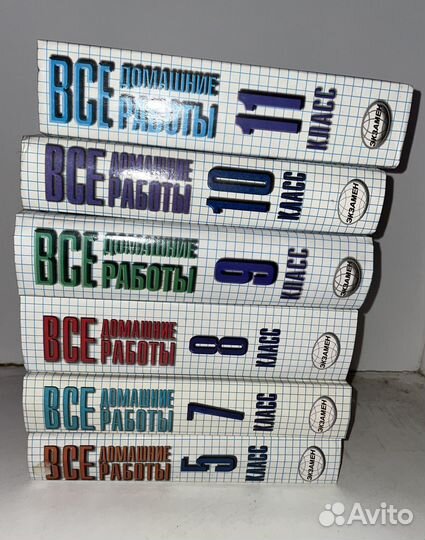 ВСЕ ДОМАШНИЕ РАБОТЫ 11 КЛАСС ЭКЗАМЕН
ВСЕ ДОМАШНИЕ РАБОТЫ 10 КЛАСС ЭКЗАМЕН
ВСЕ ДОМАШНИЕ РАБОТЫ 9 КЛАСС ЭКЗАМЕН
ВСЕ ДОМАШНИЕ РАБОТЫ 8 КЛАСС ЭКЗАМЕН
ВСЕ ДОМАШНИЕ РАБОТЫ 7 КЛАСС ЭКЗАМЕН
ВСЕ ДОМАШНИЕ РАБОТЫ 5 КЛАСС ЭКЗАМЕН
Avito